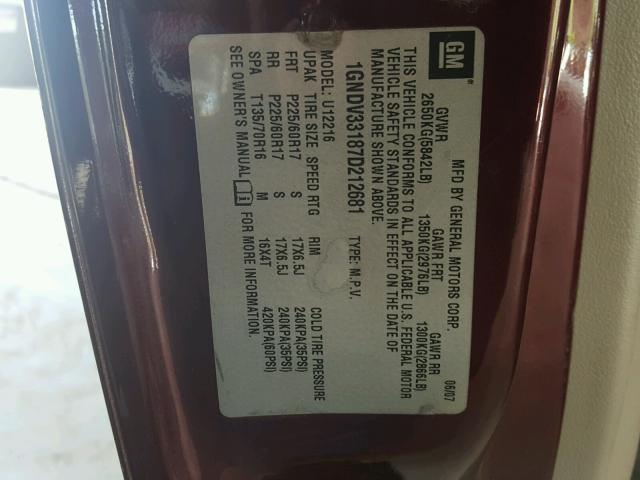 GM ®
MFD BY GENERAL MOTORS CORP. 06/07
GVWR GAWR FRT GAWR RR
2650KG(5842LB) 1350KG(2976LB) 1300KG(2866LB)
THIS VEHICLE CONFORMS TO ALL APPLICABLE U.S. FEDERAL MOTOR
VEHICLE SAFETY STANDARDS IN EFFECT ON THE DATE OF
MANUFACTURE SHOWN ABOVE.
1GNDV33187D212681 TYPE: M.P.V.
MODEL: U12216
UPAK TIRE SIZE SPEED RTG RIM COLD TIRE PRESSURE
FRT P225/60R17 S 17X6.5J 240KPA(35PSI)
RR P225/60R17 S 17X6.5J 240KPA(35PSI)
SPA T135/70R16 M 16X4T 420KPA(60PSI)
SEE OWNER'S MANUAL FOR MORE INFORMATION.